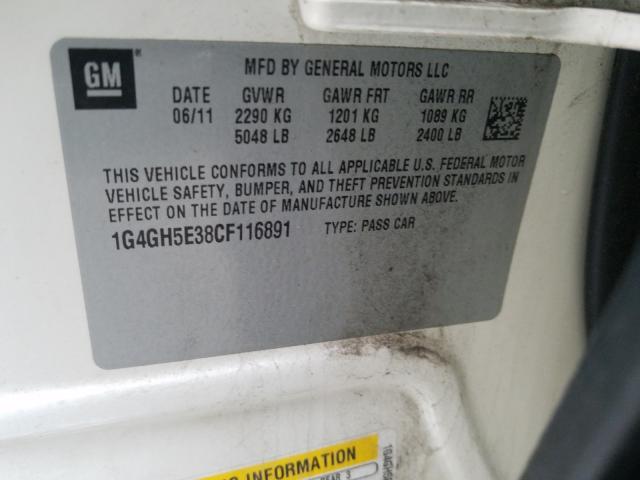 GM
MFD BY GENERAL MOTORS LLC
DATE GVWR GAWR FRT GAWR RR
06/11 2290 KG 1201 KG 1089 KG
5048 LB 2648 LB 2400 LB
THIS VEHICLE CONFORMS TO ALL APPLICABLE U.S. FEDERAL MOTOR
VEHICLE SAFETY, BUMPER, AND THEFT PREVENTION STANDARDS IN
EFFECT ON THE DATE OF MANUFACTURE SHOWN ABOVE.
1G4GH5E38CF116891 TYPE: PASS CAR
INFORMATION
REAR 3